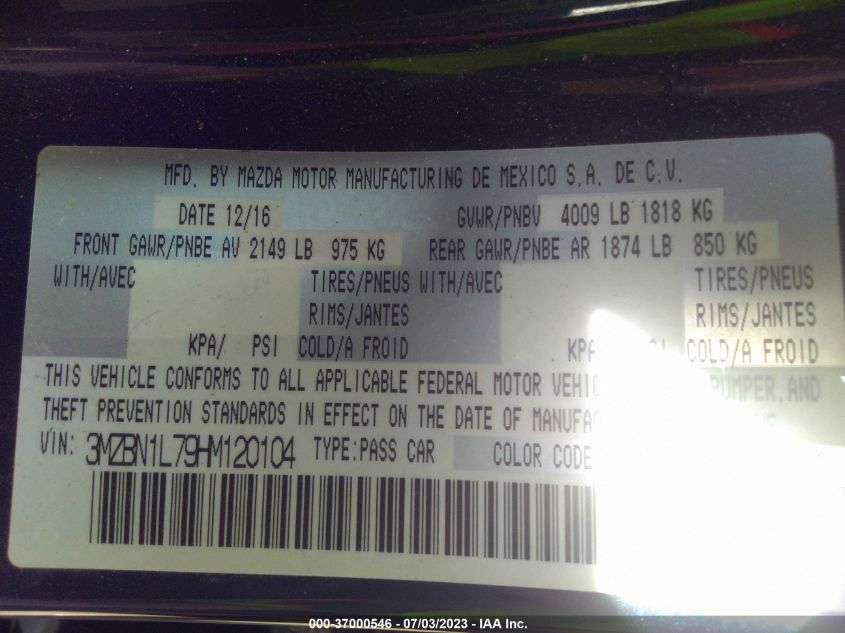 MFD. BY MAZDA MOTOR MANUFACTURING DE MEXICO S.A. DE C.V.
DATE 12/16 GVWR/PNBV 4009 LB 1818 KG
FRONT GAWR/PNBE AV 2149 LB 975 KG REAR GAWR/PNBE AR 1874 LB 850 KG
WITH/AVEC TIRES/PNEUS WITH/AVEC TIRES/PNEUS
RIMS/JANTES RIMS/JANTES
KPA/ PSI COLD/A FROID COLD/A FROID
THIS VEHICLE CONFORMS TO ALL APPLICABLE FEDERAL MOTOR BUMPER, AND
THEFT PREVENTION STANDARDS IN EFFECT ON THE DATE OF
VIN: 3MZBN1L79HM120104 TYPE:PASS CAR COLOR CODE
000-37000546 - 07/03/2023 - IAA Inc.